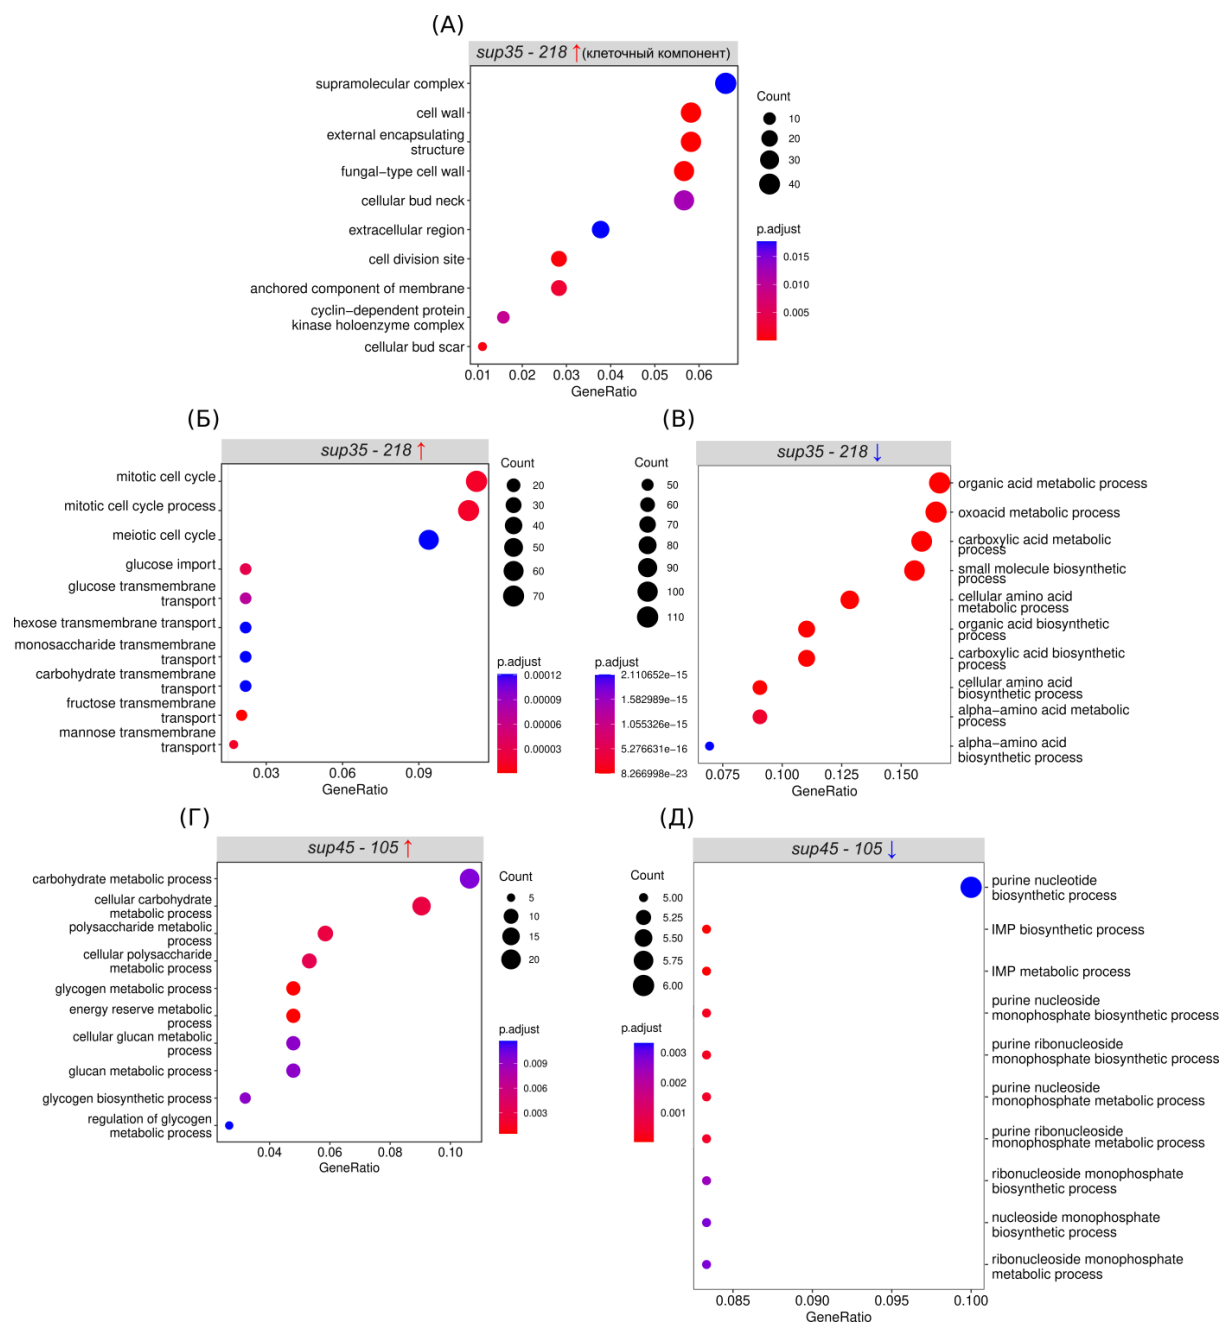 (А)
sup35 - 218 ↑ (клеточный компонент)
supramolecular complex
cell wall
external encapsulating
structure
fungal−type cell wall
cellular bud neck
extracellular region
cell division site
anchored component of membrane
cyclin−dependent protein
kinase holoenzyme complex
cellular bud scar
0.01 0.02 0.03 0.04 0.05 0.06
GeneRatio
Count
10
20
30
40
p.adjust
0.015
0.010
0.005
(Б)
sup35 - 218 ↑
mitotic cell cycle
mitotic cell cycle process
meiotic cell cycle
glucose import
glucose transmembrane
transport
hexose transmembrane transport
monosaccharide transmembrane
transport
carbohydrate transmembrane
transport
fructose transmembrane
transport
mannose transmembrane
transport
0.03 0.06 0.09
GeneRatio
Count
20
30
40
50
60
70
p.adjust
0.00012
0.00009
0.00006
0.00003
(В)
sup35 - 218 ↓
Count
50
60
70
80
90
100
110
p.adjust
2.110652e−15
1.582989e−15
1.055326e−15
5.276631e−16
8.266998e−23
organic acid metabolic process
oxoacid metabolic process
carboxylic acid metabolic
process
small molecule biosynthetic
process
cellular amino acid
metabolic process
organic acid biosynthetic
process
carboxylic acid biosynthetic
process
cellular amino acid
biosynthetic process
alpha−amino acid metabolic
process
alpha−amino acid
biosynthetic process
0.075 0.100 0.125 0.150
GeneRatio
(Г)
sup45 - 105 ↑
carbohydrate metabolic process
cellular carbohydrate
metabolic process
polysaccharide metabolic
process
cellular polysaccharide
metabolic process
glycogen metabolic process
energy reserve metabolic
process
cellular glucan metabolic
process
glucan metabolic process
glycogen biosynthetic process
regulation of glycogen
metabolic process
0.04 0.06 0.08 0.10
GeneRatio
Count
5
10
15
20
p.adjust
0.009
0.006
0.003
(Д)
sup45 - 105 ↓
Count
5.00
5.25
5.50
5.75
6.00
p.adjust
0.003
0.002
0.001
purine nucleotide
biosynthetic process
IMP biosynthetic process
IMP metabolic process
purine nucleoside
monophosphate biosynthetic process
purine ribonucleoside
monophosphate biosynthetic process
purine nucleoside
monophosphate metabolic process
purine ribonucleoside
monophosphate metabolic process
ribonucleoside monophosphate
biosynthetic process
nucleoside monophosphate
biosynthetic process
ribonucleoside monophosphate
metabolic process
0.085 0.090 0.095 0.100
GeneRatio